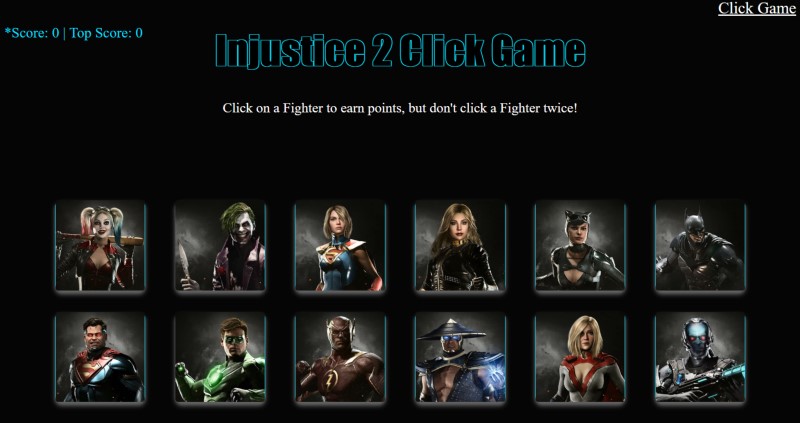 Click Game
*Score: 0 | Top Score: 0
Injustice 2 Click Game
Click on a Fighter to earn points, but don't click a Fighter twice!